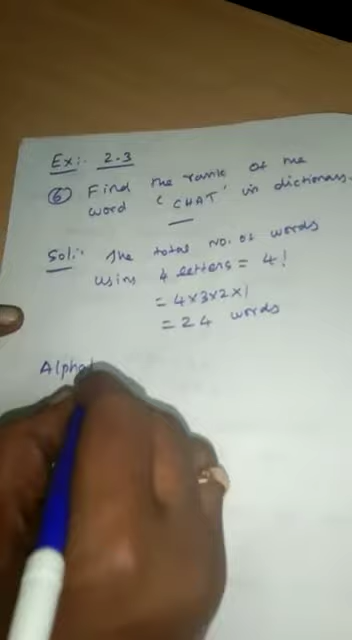 Ex:- 2.3
⑥ Find the rank of the
word 'CHAT' in dictionary.
Sol:- The total No. of words
using 4 letters = 4!
= 4×3×2×1
= 24 words
Alpha